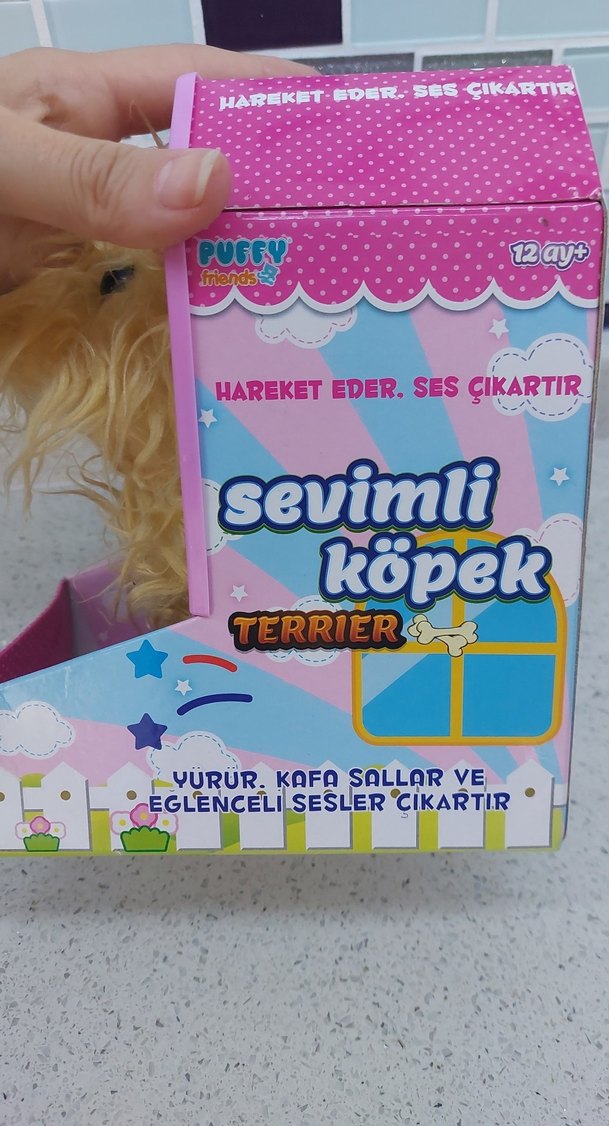 HAREKET EDER. SES ÇIKARTIR
PUFFY
friends
12 ay+
HAREKET EDER. SES ÇIKARTIR
sevimli
köpek
TERRIER
YÜRÜR. KAFA SALLAR VE
EĞLENCELİ SESLER ÇIKARTIR